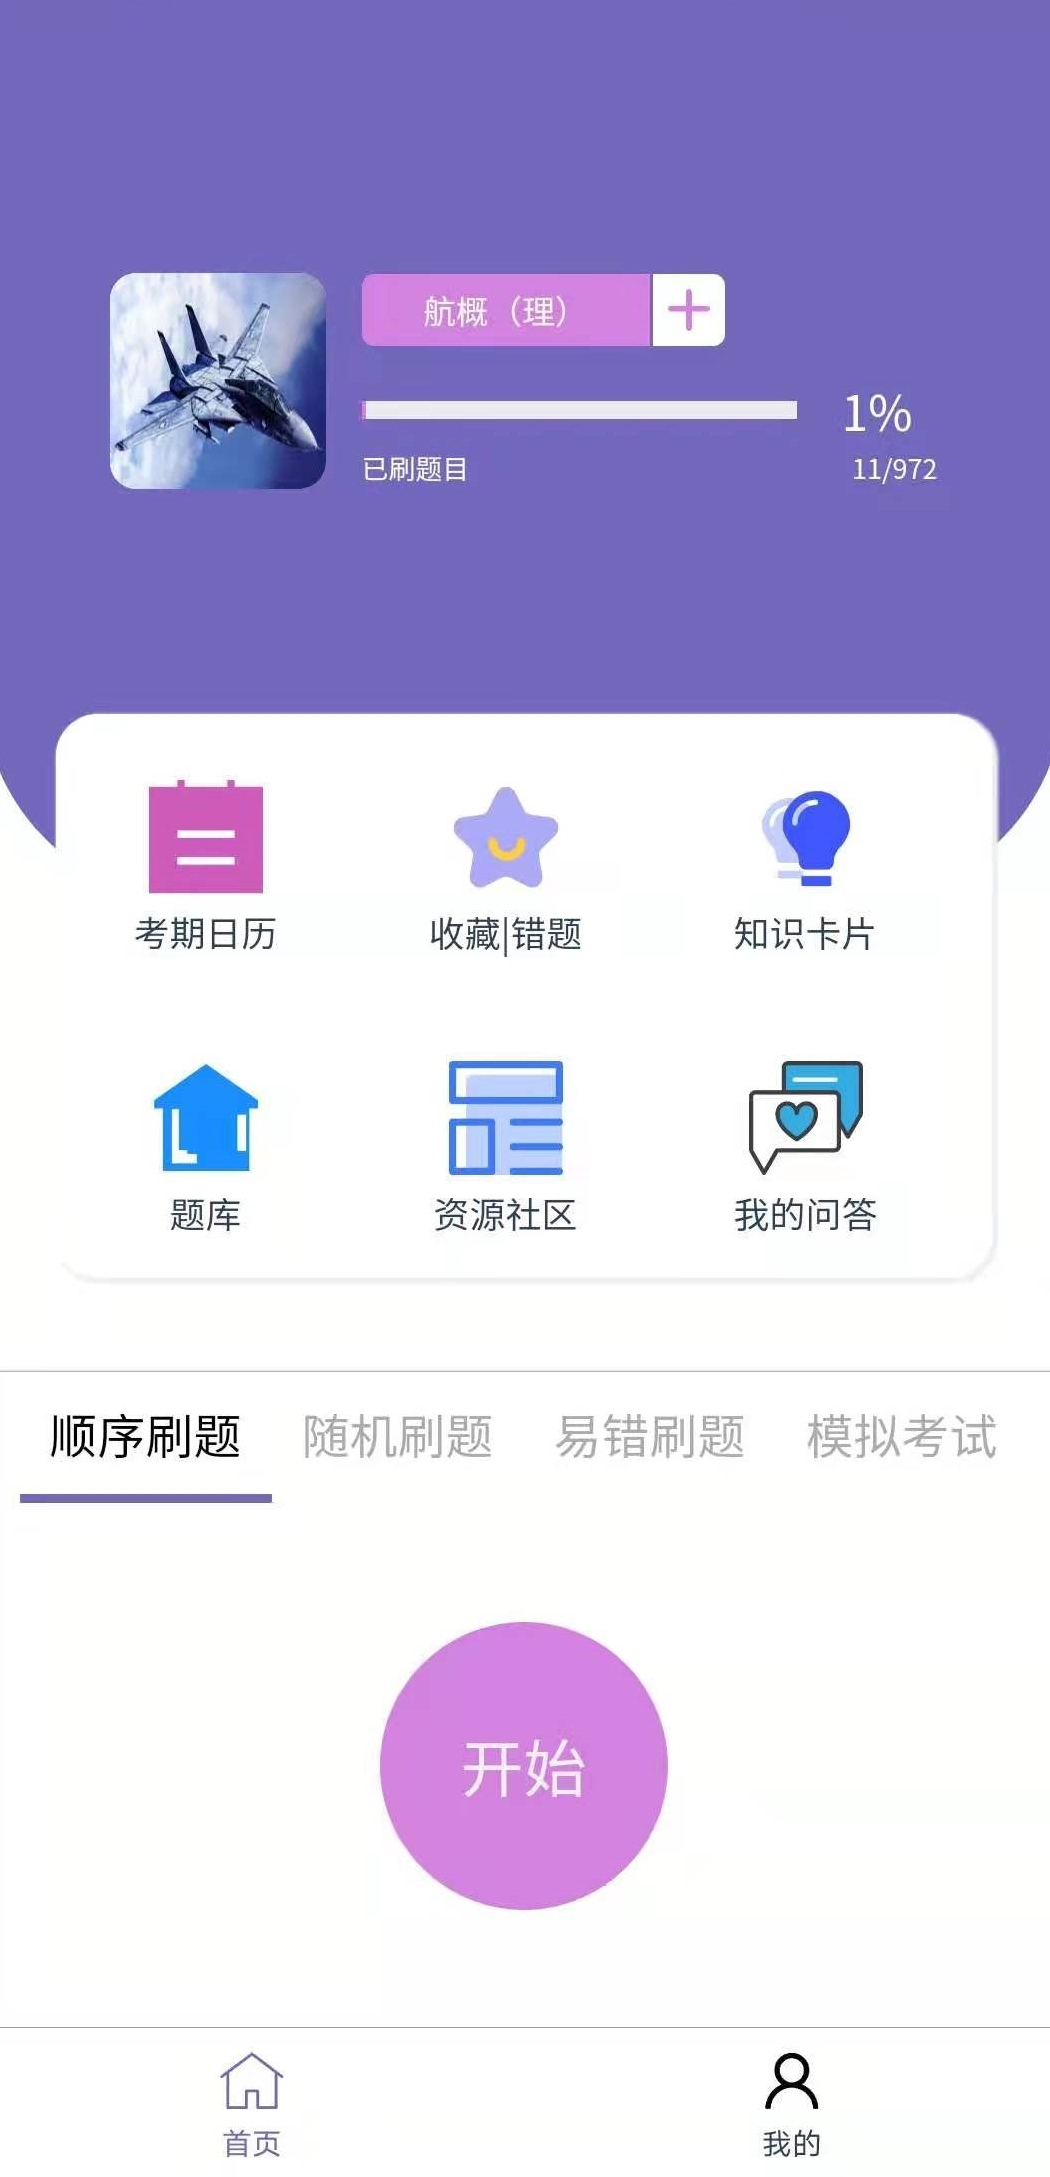 航概（理）
1%
已刷题目 11/972
考期日历 收藏|错题 知识卡片
题库 资源社区 我的问答
顺序刷题 随机刷题 易错刷题 模拟考试
开始
首页 我的